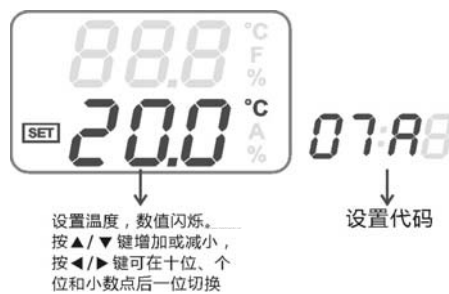 88.8 °C
F
%
SET 20.0 °C
A
%
07:A8
设置温度，数值闪烁。
按▲/▼键增加或减小，
按◀/▶键可在十位、个
位和小数点后一位切换
设置代码